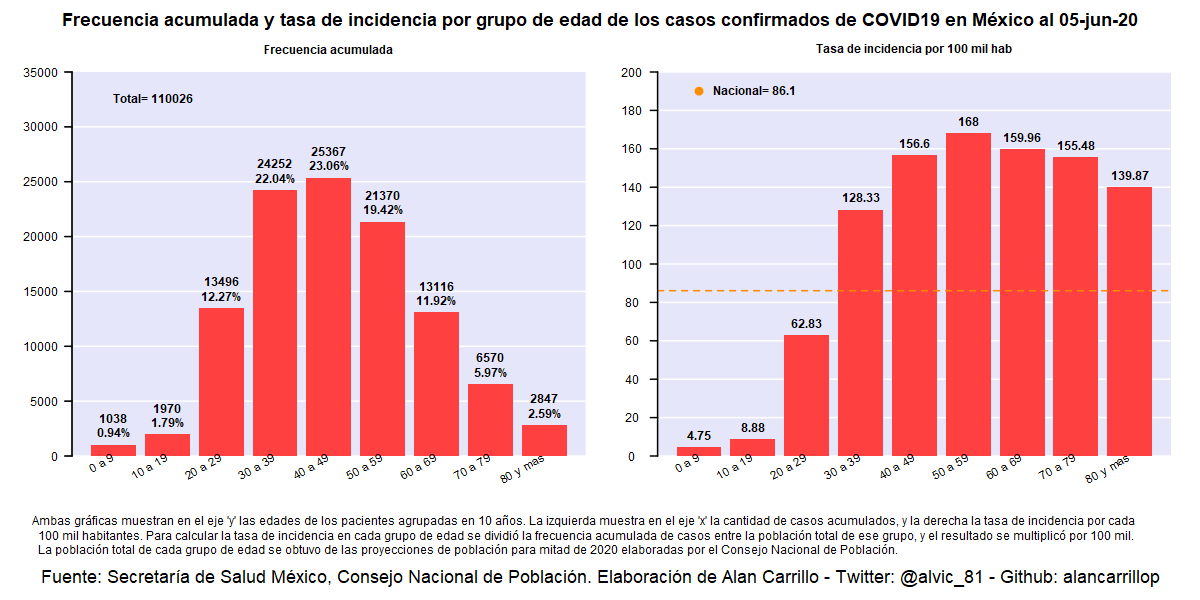 Frecuencia acumulada y tasa de incidencia por grupo de edad de los casos confirmados de COVID19 en México al 05-jun-20
Frecuencia acumulada
35000
30000
25000
20000
15000
10000
5000
0
Total= 110026
1038
0.94%
1970
1.79%
13496
12.27%
24252
22.04%
25367
23.06%
21370
19.42%
13116
11.92%
6570
5.97%
2847
2.59%
0 a 9
10 a 19
20 a 29
30 a 39
40 a 49
50 a 59
60 a 69
70 a 79
80 y mas
Tasa de incidencia por 100 mil hab
200
180
160
140
120
100
80
60
40
20
0
Nacional= 86.1
4.75
8.88
62.83
128.33
156.6
168
159.96
155.48
139.87
0 a 9
10 a 19
20 a 29
30 a 39
40 a 49
50 a 59
60 a 69
70 a 79
80 y mas
Ambas gráficas muestran en el eje 'y' las edades de los pacientes agrupadas en 10 años. La izquierda muestra en el eje 'x' la cantidad de casos acumulados, y la derecha la tasa de incidencia por cada
100 mil habitantes. Para calcular la tasa de incidencia en cada grupo de edad se dividió la frecuencia acumulada de casos entre la población total de ese grupo, y el resultado se multiplicó por 100 mil.
La población total de cada grupo de edad se obtuvo de las proyecciones de población para mitad de 2020 elaboradas por el Consejo Nacional de Población.
Fuente: Secretaría de Salud México, Consejo Nacional de Población. Elaboración de Alan Carrillo - Twitter: @alvic_81 - Github: alancarrillop